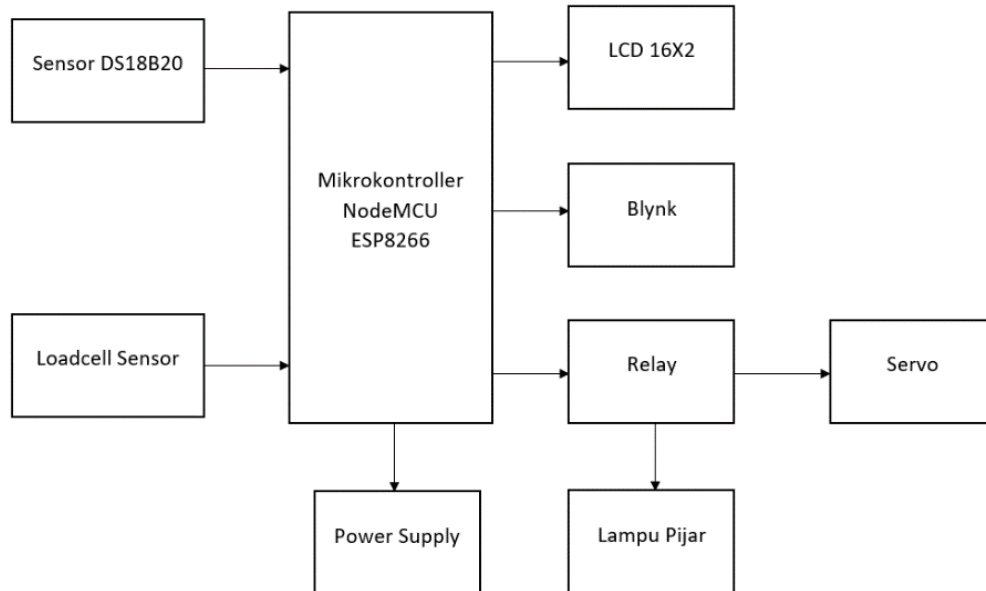 Sensor DS18B20
LCD 16X2
Mikrokontroller
NodeMCU
ESP8266
Blynk
Loadcell Sensor
Relay
Servo
Power Supply
Lampu Pijar